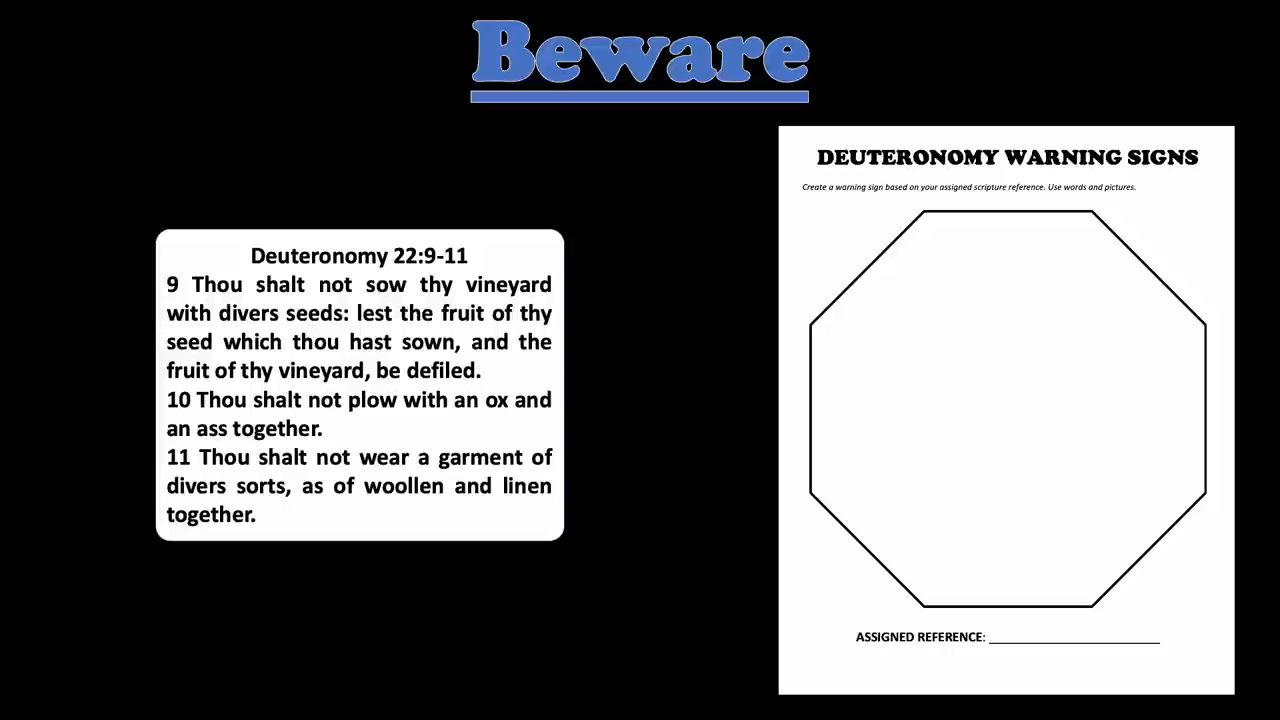 Beware
Deuteronomy 22:9-11
9 Thou shalt not sow thy vineyard
with divers seeds: lest the fruit of thy
seed which thou hast sown, and the
fruit of thy vineyard, be defiled.
10 Thou shalt not plow with an ox and
an ass together.
11 Thou shalt not wear a garment of
divers sorts, as of woollen and linen
together.
DEUTERONOMY WARNING SIGNS
Create a warning sign based on your assigned scripture reference. Use words and pictures.
ASSIGNED REFERENCE: ____________________